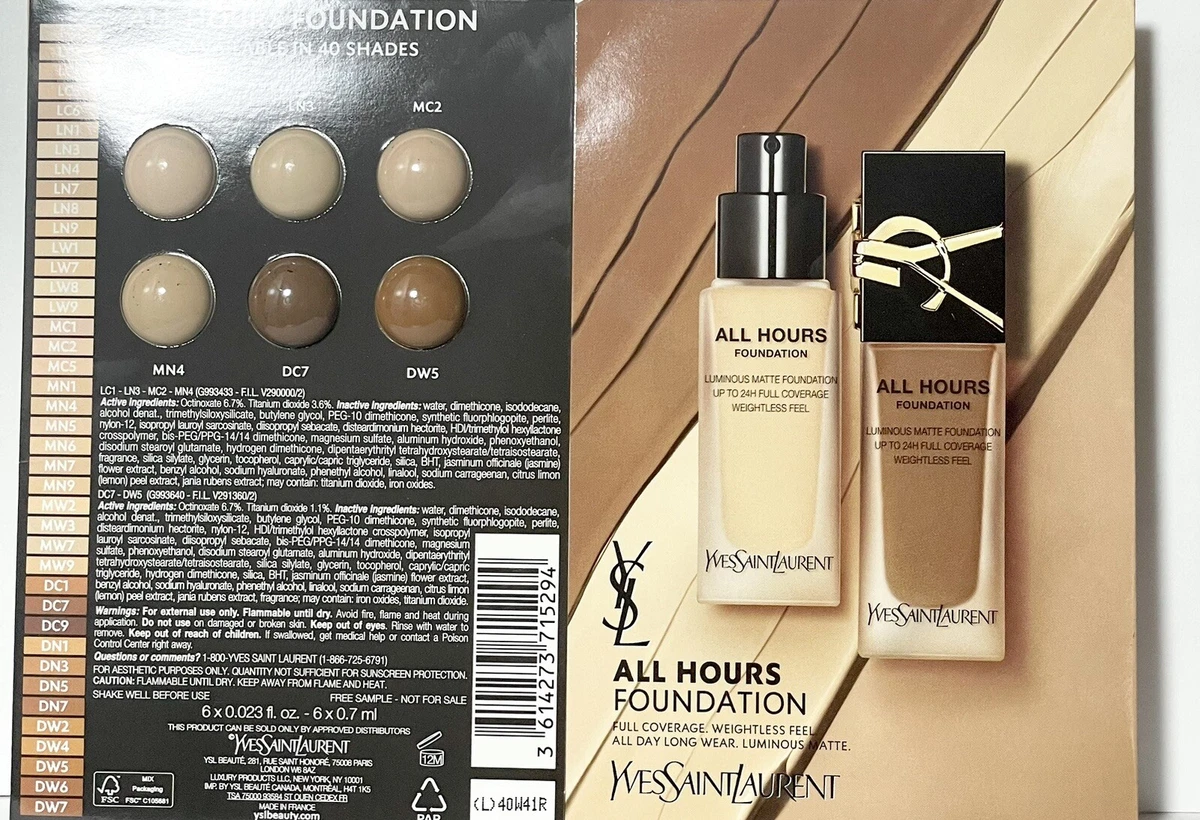 ALL HOURS FOUNDATION
AVAILABLE IN 40 SHADES
LC6
LN1
LN3
LN4
LN7
LN8
LN9
LW1
LW7
LW8
LW9
MC1
MC2
MC5
MN1
MN4
MN5
MN6
MN7
MN9
MW2
MW3
MW7
MW9
DC1
DC7
DC9
DN1
DN3
DN5
DN7
DW2
DW4
DW5
DW6
DW7
LN3
MC2
MN4
DC7
DW5
LC1 - LN3 - MC2 - MN4 (G993433 - F.I.L. V290000/2)
Active Ingredients: Octinoxate 6.7%. Titanium dioxide 3.6%. Inactive Ingredients: water, dimethicone, isododecane,
alcohol denat., trimethylsiloxysilicate, butylene glycol, PEG-10 dimethicone, synthetic fluorphlogopite, perlite,
nylon-12, isopropyl lauroyl sarcosinate, diisopropyl sebacate, disteardimonium hectorite, HDI/trimethylol hexyllactone
crosspolymer, bis-PEG/PPG-14/14 dimethicone, magnesium sulfate, aluminum hydroxide, phenoxyethanol,
disodium stearoyl glutamate, hydrogen dimethicone, dipentaerythrityl tetrahydroxystearate/tetraisostearate,
fragrance, silica silylate, glycerin, tocopherol, caprylic/capric triglyceride, silica, BHT, jasminum officinale (jasmine)
flower extract, benzyl alcohol, sodium hyaluronate, phenethyl alcohol, linalool, sodium carrageenan, citrus limon
(lemon) peel extract, jania rubens extract; may contain: titanium dioxide, iron oxides.
DC7 - DW5 (G993640 - F.I.L. V291360/2)
Active Ingredients: Octinoxate 6.7%. Titanium dioxide 1.1%. Inactive Ingredients: water, dimethicone, isododecane,
alcohol denat., trimethylsiloxysilicate, butylene glycol, PEG-10 dimethicone, synthetic fluorphlogopite, perlite,
disteardimonium hectorite, nylon-12, HDI/trimethylol hexyllactone crosspolymer, isopropyl
lauroyl sarcosinate, diisopropyl sebacate, bis-PEG/PPG-14/14 dimethicone, magnesium
sulfate, phenoxyethanol, disodium stearoyl glutamate, aluminum hydroxide, dipentaerythrityl
tetrahydroxystearate/tetraisostearate, silica silylate, glycerin, tocopherol, caprylic/capric
triglyceride, hydrogen dimethicone, silica, BHT, jasminum officinale (jasmine) flower extract,
benzyl alcohol, sodium hyaluronate, phenethyl alcohol, linalool, sodium carrageenan, citrus limon
(lemon) peel extract, jania rubens extract, fragrance; may contain: iron oxides, titanium dioxide.
Warnings: For external use only. Flammable until dry. Avoid fire, flame and heat during
application. Do not use on damaged or broken skin. Keep out of eyes. Rinse with water to
remove. Keep out of reach of children. If swallowed, get medical help or contact a Poison
Control Center right away.
Questions or comments? 1-800-YVES SAINT LAURENT (1-866-725-6791)
FOR AESTHETIC PURPOSES ONLY. QUANTITY NOT SUFFICIENT FOR SUNSCREEN PROTECTION.
CAUTION: FLAMMABLE UNTIL DRY. KEEP AWAY FROM FLAME AND HEAT.
SHAKE WELL BEFORE USE
FREE SAMPLE - NOT FOR SALE
6 x 0.023 fl. oz. - 6 x 0.7 ml
THIS PRODUCT CAN BE SOLD ONLY BY APPROVED DISTRIBUTORS
©YVESSAINTLAURENT
YSL BEAUTÉ, 281, RUE SAINT HONORÉ, 75008 PARIS
LONDON W6 8AZ
LUXURY PRODUCTS LLC, NEW YORK, NY 10001
IMP. BY YSL BEAUTÉ CANADA, MONTRÉAL, H4T 1K5
TSA 75000 93584 ST OUEN CEDEX FR
MADE IN FRANCE
yslbeauty.com
FSC
MIX
Packaging
FSC® C105581
12M
PAP
3 614273 715294
(L)40W41R
ALL HOURS
FOUNDATION
LUMINOUS MATTE FOUNDATION
UP TO 24H FULL COVERAGE
WEIGHTLESS FEEL
YVESSAINTLAURENT
ALL HOURS
FOUNDATION
LUMINOUS MATTE FOUNDATION
UP TO 24H FULL COVERAGE
WEIGHTLESS FEEL
YVESSAINTLAURENT
YSL
ALL HOURS
FOUNDATION
FULL COVERAGE. WEIGHTLESS FEEL.
ALL DAY LONG WEAR. LUMINOUS MATTE.
YVESSAINTLAURENT